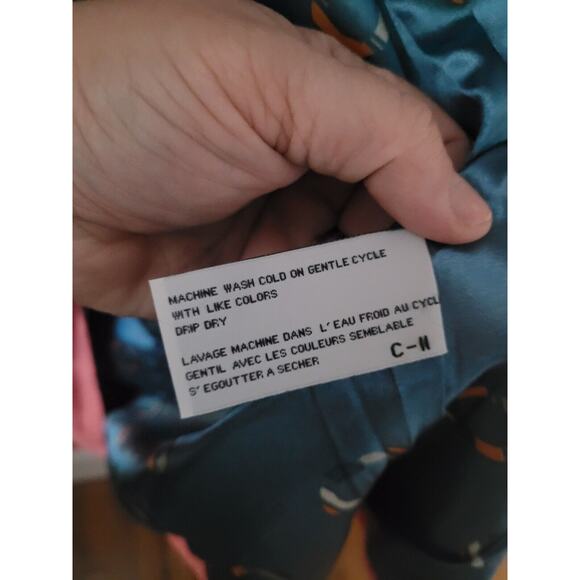 MACHINE WASH COLD ON GENTLE CYCLE
WITH LIKE COLORS
DRIP DRY
LAVAGE MACHINE DANS L'EAU FROID AU CYCL
GENTIL AVEC LES COULEURS SEMBLABLE
S'EGOUTTER A SECHER
C-N